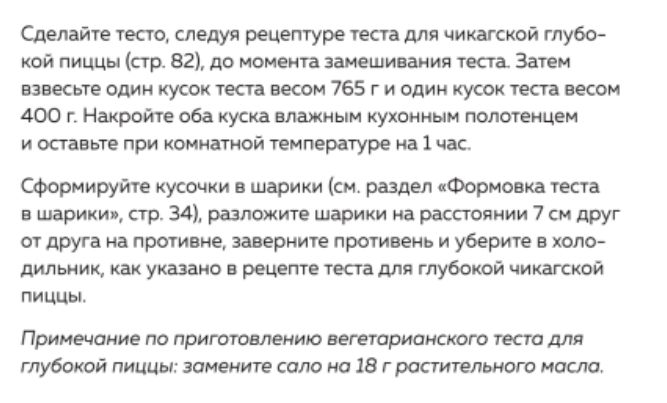 Сделайте тесто, следуя рецептуре теста для чикагской глубо-
кой пиццы (стр. 82), до момента замешивания теста. Затем
взвесьте один кусок теста весом 765 г и один кусок теста весом
400 г. Накройте оба куска влажным кухонным полотенцем
и оставьте при комнатной температуре на 1 час.
Сформируйте кусочки в шарики (см. раздел «Формовка теста
в шарики», стр. 34), разложите шарики на расстоянии 7 см друг
от друга на противне, заверните противень и уберите в холо-
дильник, как указано в рецепте теста для глубокой чикагской
пиццы.
Примечание по приготовлению вегетарианского теста для
глубокой пиццы: замените сало на 18 г растительного масла.